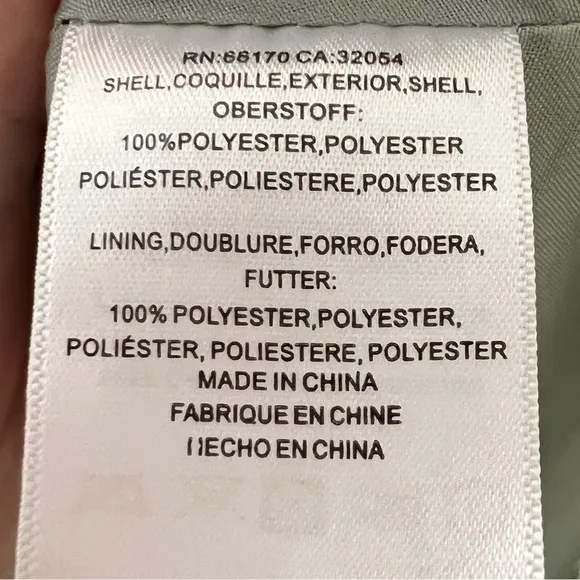 RN:66170 CA:32054
SHELL,COQUILLE,EXTERIOR,SHELL,
OBERSTOFF:
100%POLYESTER,POLYESTER
POLIÉSTER,POLIESTERE,POLYESTER
LINING,DOUBLURE,FORRO,FODERA,
FUTTER:
100% POLYESTER,POLYESTER,
POLIÉSTER, POLIESTERE, POLYESTER
MADE IN CHINA
FABRIQUE EN CHINE
HECHO EN CHINA